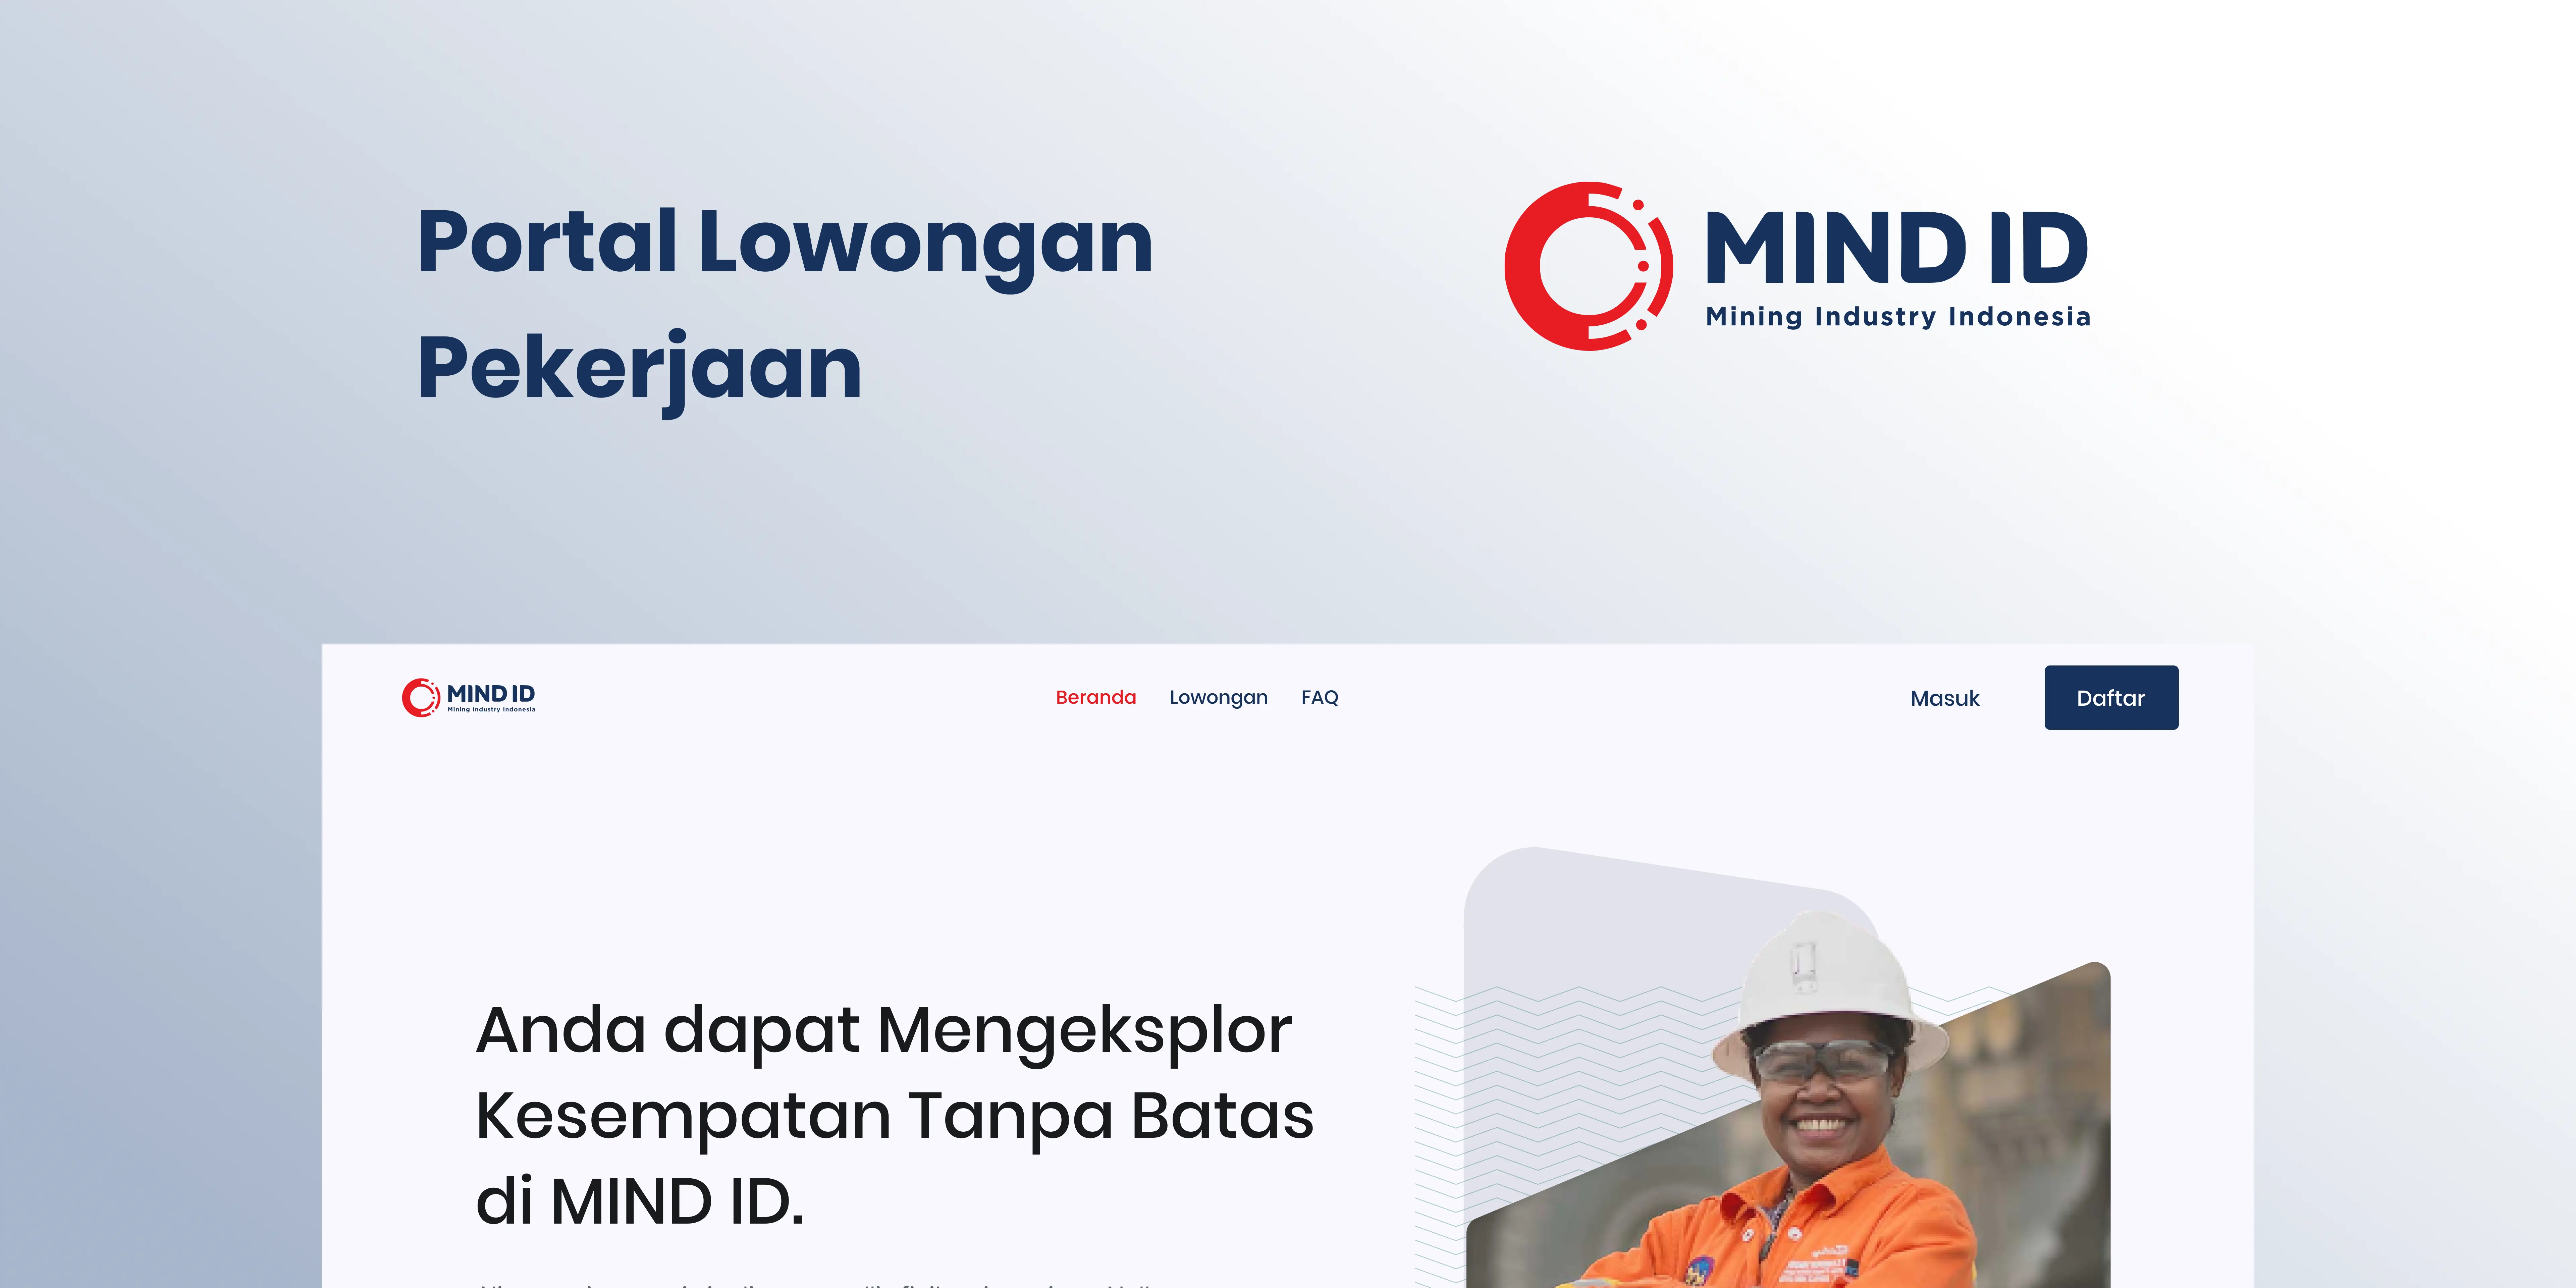 Portal Lowongan
Pekerjaan
MIND ID
Mining Industry Indonesia
MIND ID
Mining Industry Indonesia
Beranda
Lowongan
FAQ
Masuk
Daftar
Anda dapat Mengeksplor
Kesempatan Tanpa Batas
di MIND ID.